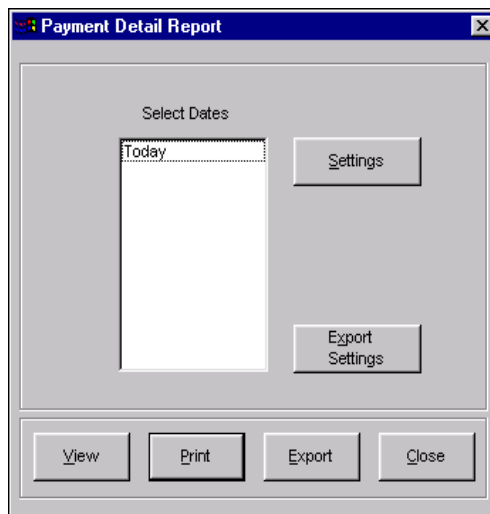 Payment Detail Report
Select Dates
Today
Settings
Export
Settings
View Print Export Close